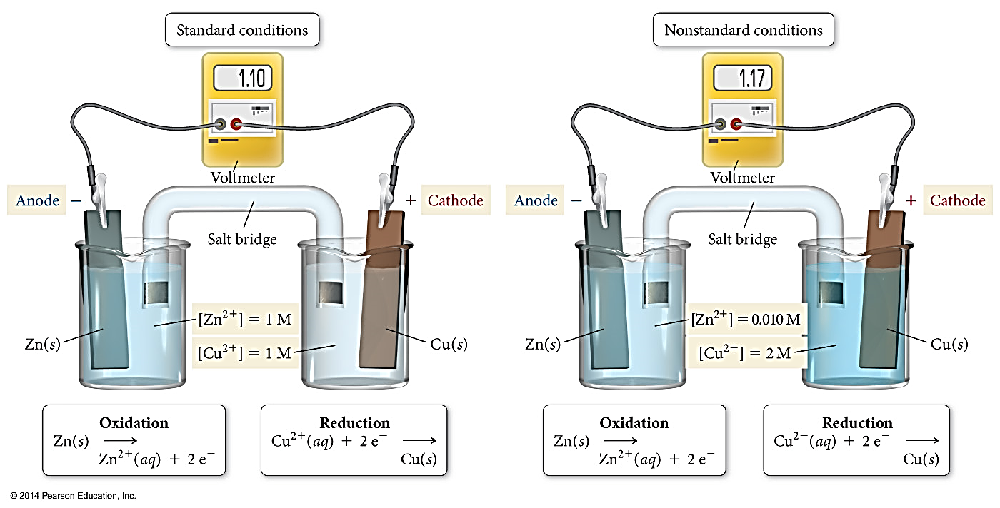 Standard conditions
1.10
Voltmeter
Anode −
+ Cathode
Salt bridge
[Zn²⁺] = 1 M
Zn(s)
[Cu²⁺] = 1 M
Cu(s)
Oxidation
Zn(s) ⟶
Zn²⁺(aq) + 2 e⁻
Reduction
Cu²⁺(aq) + 2 e⁻ ⟶
Cu(s)
Nonstandard conditions
1.17
Voltmeter
Anode −
+ Cathode
Salt bridge
[Zn²⁺] = 0.010 M
Zn(s)
[Cu²⁺] = 2 M
Cu(s)
Oxidation
Zn(s) ⟶
Zn²⁺(aq) + 2 e⁻
Reduction
Cu²⁺(aq) + 2 e⁻ ⟶
Cu(s)
© 2014 Pearson Education, Inc.